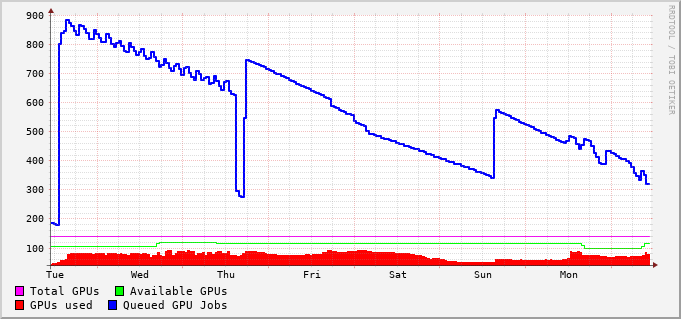 900
800
700
600
500
400
300
200
100
Tue Wed Thu Fri Sat Sun Mon
RRDTOOL / TOBI OETIKER
Total GPUs Available GPUs
GPUs used Queued GPU Jobs